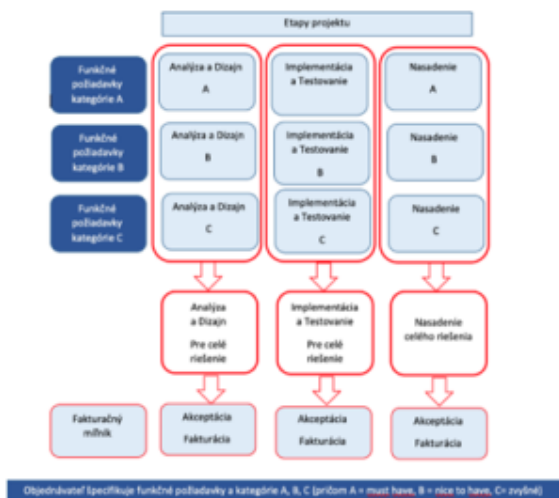 Etapy projektu
Funkčné
požiadavky
kategórie A
Analýza a Dizajn
A
Implementácia
a Testovanie
Nasadenie
A
Funkčné
požiadavky
kategórie B
Analýza a Dizajn
B
Implementácia
a Testovanie
B
Nasadenie
B
Funkčné
požiadavky
kategórie C
Analýza a Dizajn
C
Implementácia
a Testovanie
C
Nasadenie
C
Analýza
a Dizajn
Pre celé
riešenie
Implementácia
a Testovanie
Pre celé
riešenie
Nasadenie
celého riešenia
Fakturačný
míľnik
Akceptácia
Fakturácia
Akceptácia
Fakturácia
Akceptácia
Fakturácia
Objednávateľ špecifikuje funkčné požiadavky a kategórie A, B, C (pričom A = must have, B = nice to have, C= zvyšné)